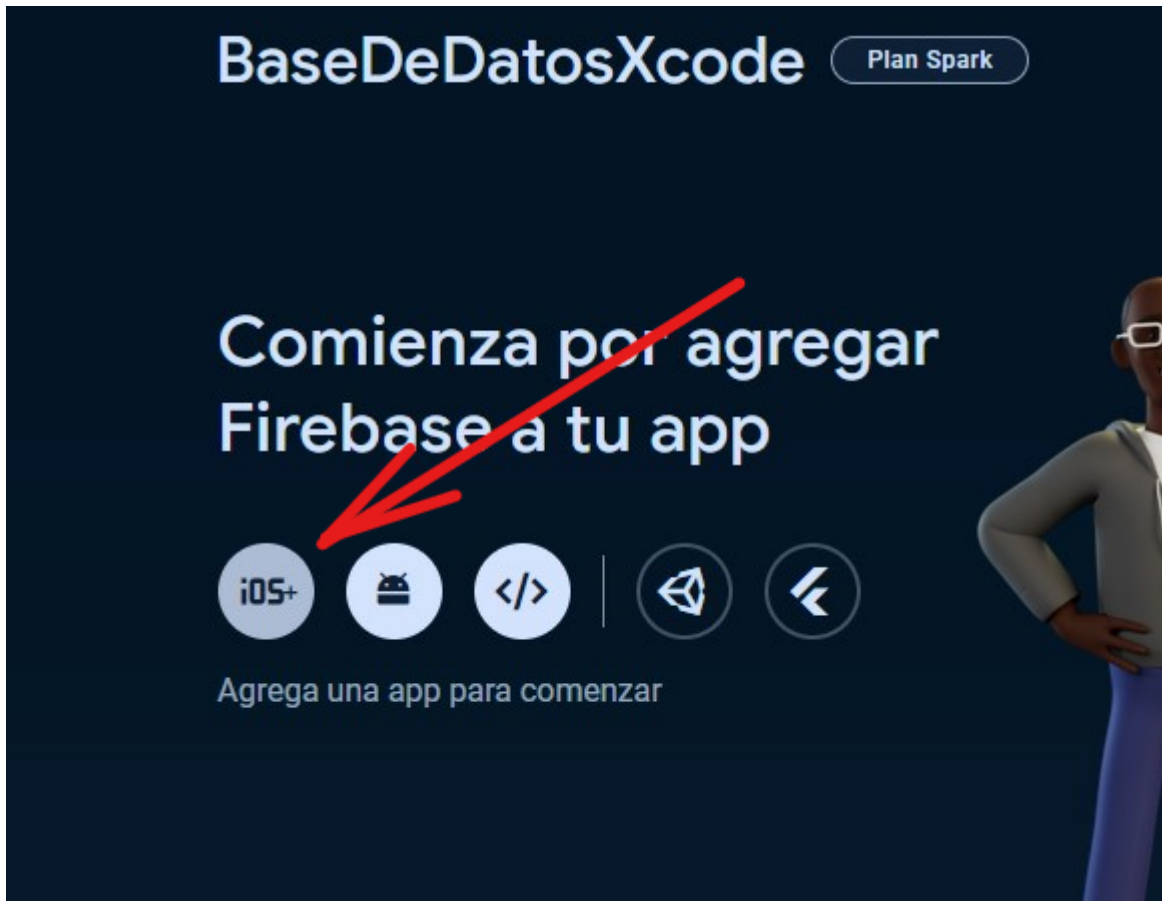 BaseDeDatosXcode Plan Spark
Comienza por agregar
Firebase a tu app
iOS+ </>
Agrega una app para comenzar